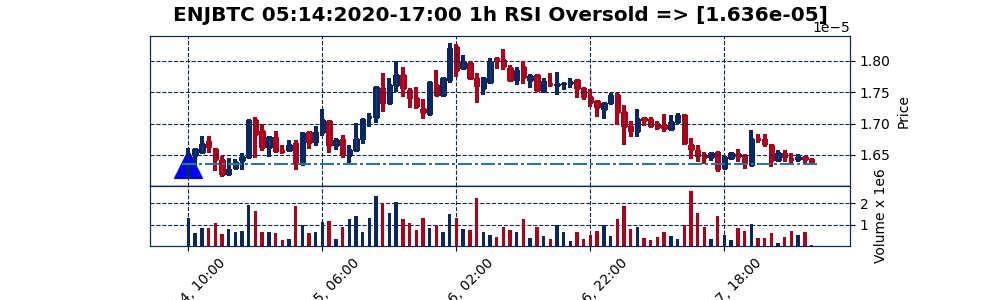 ENJBTC 05:14:2020-17:00 1h RSI Oversold => [1.636e-05]
1e−5
1.80
1.75
1.70
1.65
Price
2
1
Volume x 1e6
4, 10:00
5, 06:00
6, 02:00
6, 22:00
7, 18:00